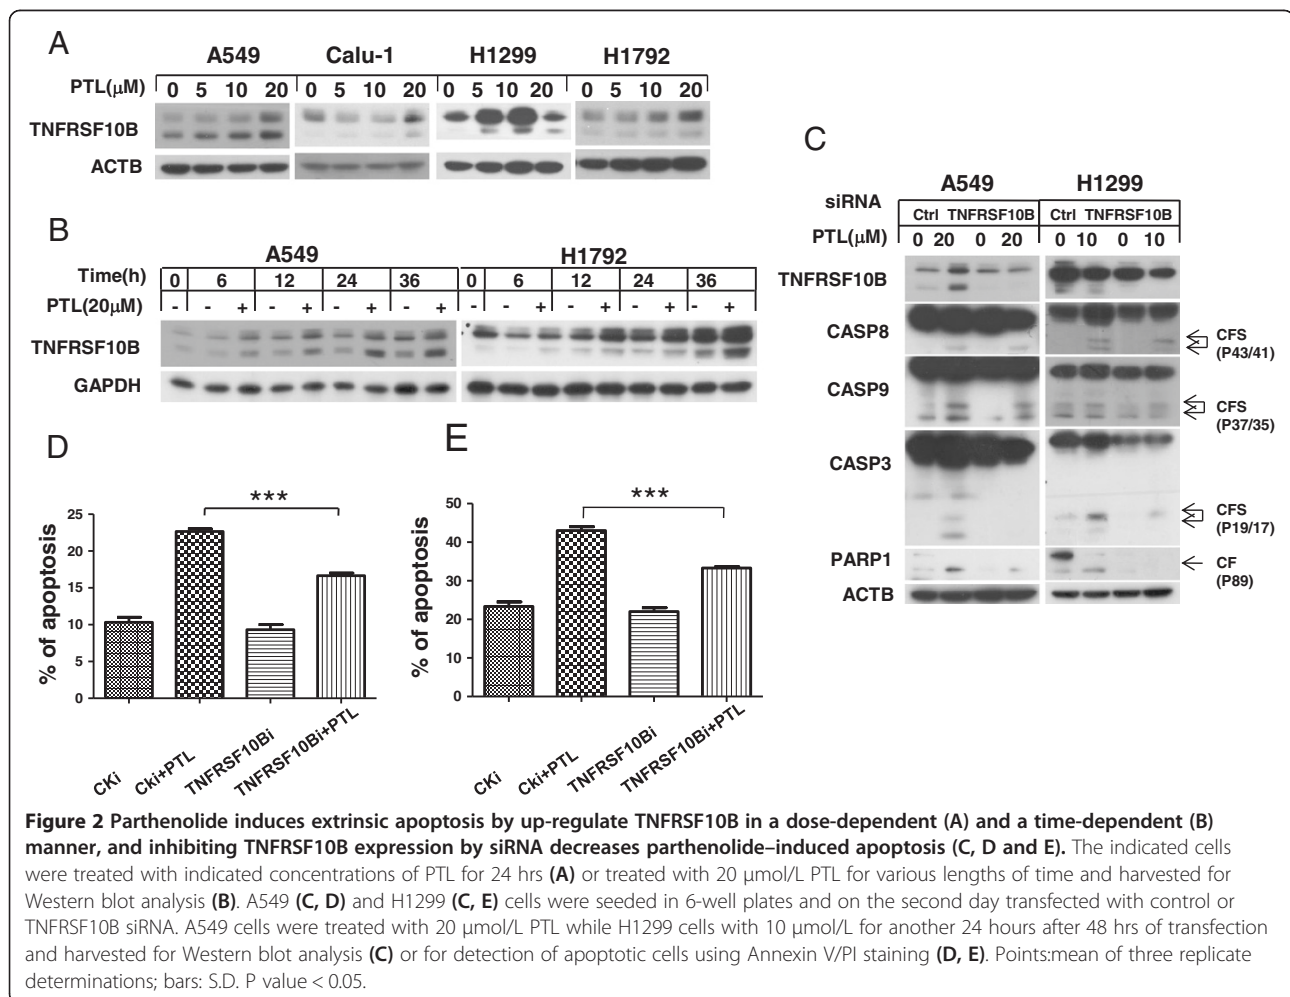 A
A549 Calu-1 H1299 H1792
PTL(μM) 0 5 10 20 0 5 10 20 0 5 10 20 0 5 10 20
TNFRSF10B
ACTB
B
A549 H1792
Time(h) 0 6 12 24 36 0 6 12 24 36
PTL(20μM) - - + - + - + - + - - + - + - + - +
TNFRSF10B
GAPDH
C
A549 H1299
siRNA
Ctrl TNFRSF10B Ctrl TNFRSF10B
PTL(μM) 0 20 0 20 0 10 0 10
TNFRSF10B
CASP8
CFS
(P43/41)
CASP9
CFS
(P37/35)
CASP3
CFS
(P19/17)
PARP1
CF
(P89)
ACTB
D
% of apoptosis
25
20
15
10
5
0
***
CKi
Cki+PTL
TNFRSF10Bi
TNFRSF10Bi+PTL
E
% of apoptosis
50
40
30
20
10
0
***
CKi
Cki+PTL
TNFRSF10Bi
TNFRSF10Bi+PTL
Figure 2 Parthenolide induces extrinsic apoptosis by up-regulate TNFRSF10B in a dose-dependent (A) and a time-dependent (B)
manner, and inhibiting TNFRSF10B expression by siRNA decreases parthenolide–induced apoptosis (C, D and E). The indicated cells
were treated with indicated concentrations of PTL for 24 hrs (A) or treated with 20 μmol/L PTL for various lengths of time and harvested for
Western blot analysis (B). A549 (C, D) and H1299 (C, E) cells were seeded in 6-well plates and on the second day transfected with control or
TNFRSF10B siRNA. A549 cells were treated with 20 μmol/L PTL while H1299 cells with 10 μmol/L for another 24 hours after 48 hrs of transfection
and harvested for Western blot analysis (C) or for detection of apoptotic cells using Annexin V/PI staining (D, E). Points:mean of three replicate
determinations; bars: S.D. P value < 0.05.